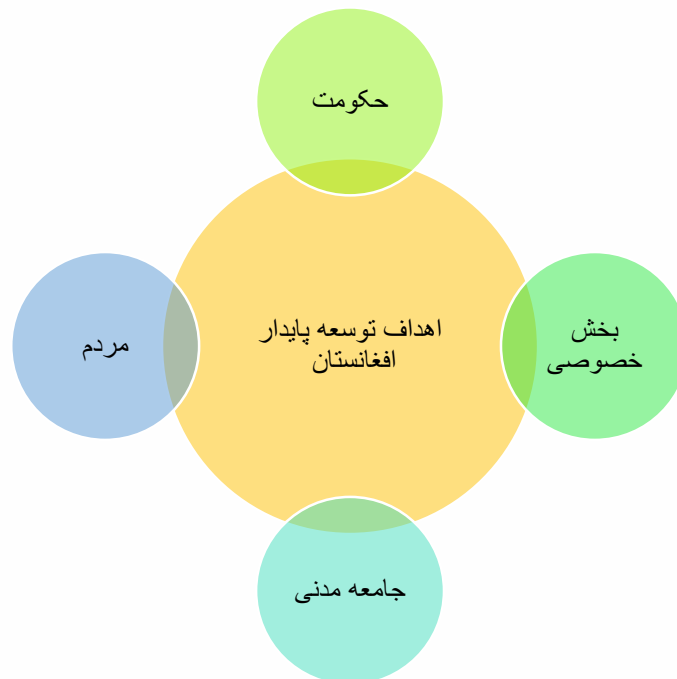 حکومت
اهداف توسعه پایدار
افغانستان
بخش
خصوصی
مردم
جامعه مدنی